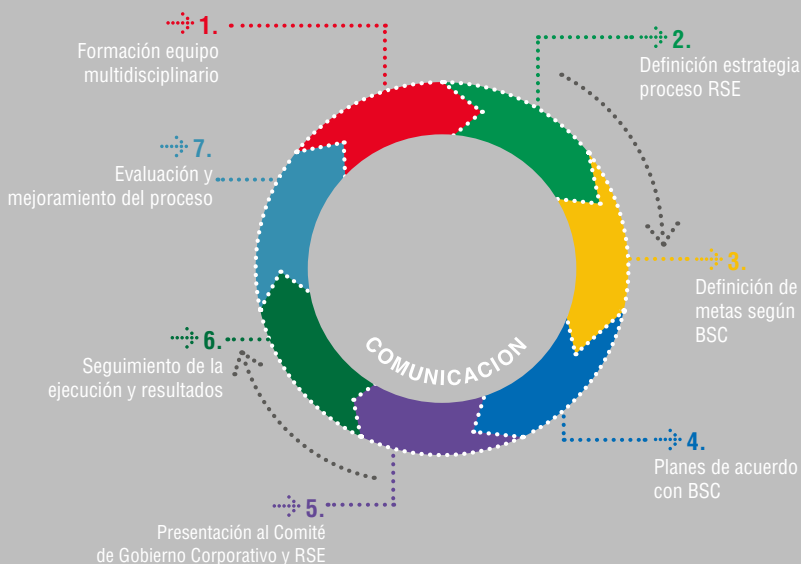 1.
Formación equipo
multidisciplinario
2.
Definición estrategia
proceso RSE
3.
Definición de
metas según
BSC
4.
Planes de acuerdo
con BSC
5.
Presentación al Comité
de Gobierno Corporativo y RSE
6.
Seguimiento de la
ejecución y resultados
7.
Evaluación y
mejoramiento del proceso
COMUNICACION